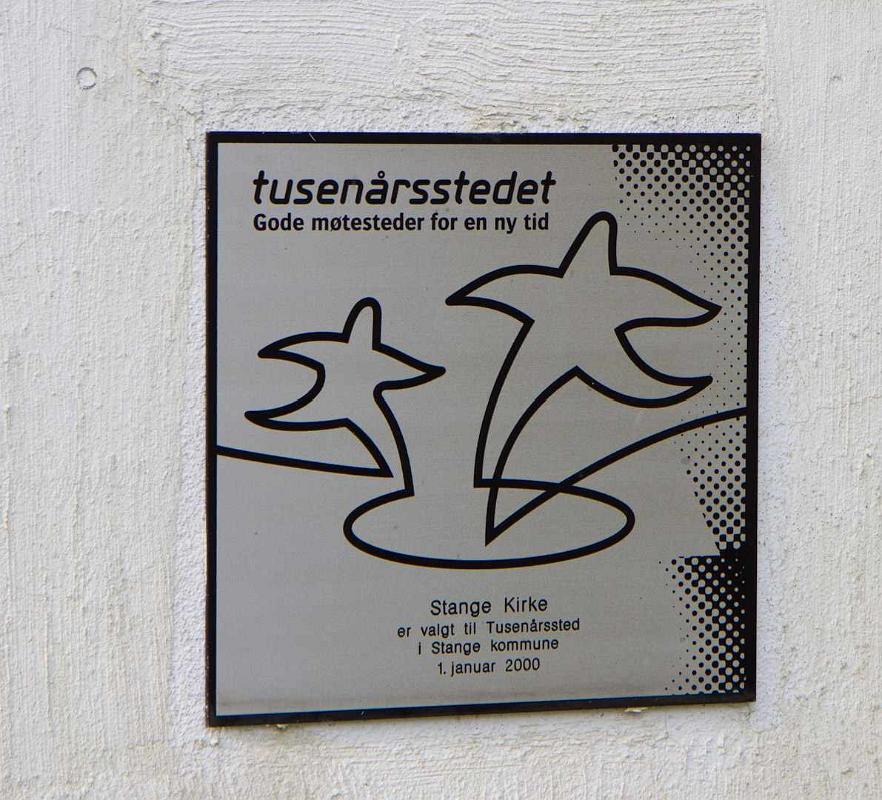 tusenårsstedet
Gode møtesteder for en ny tid
Stange Kirke
er valgt til Tusenårssted
i Stange kommune
1. januar 2000